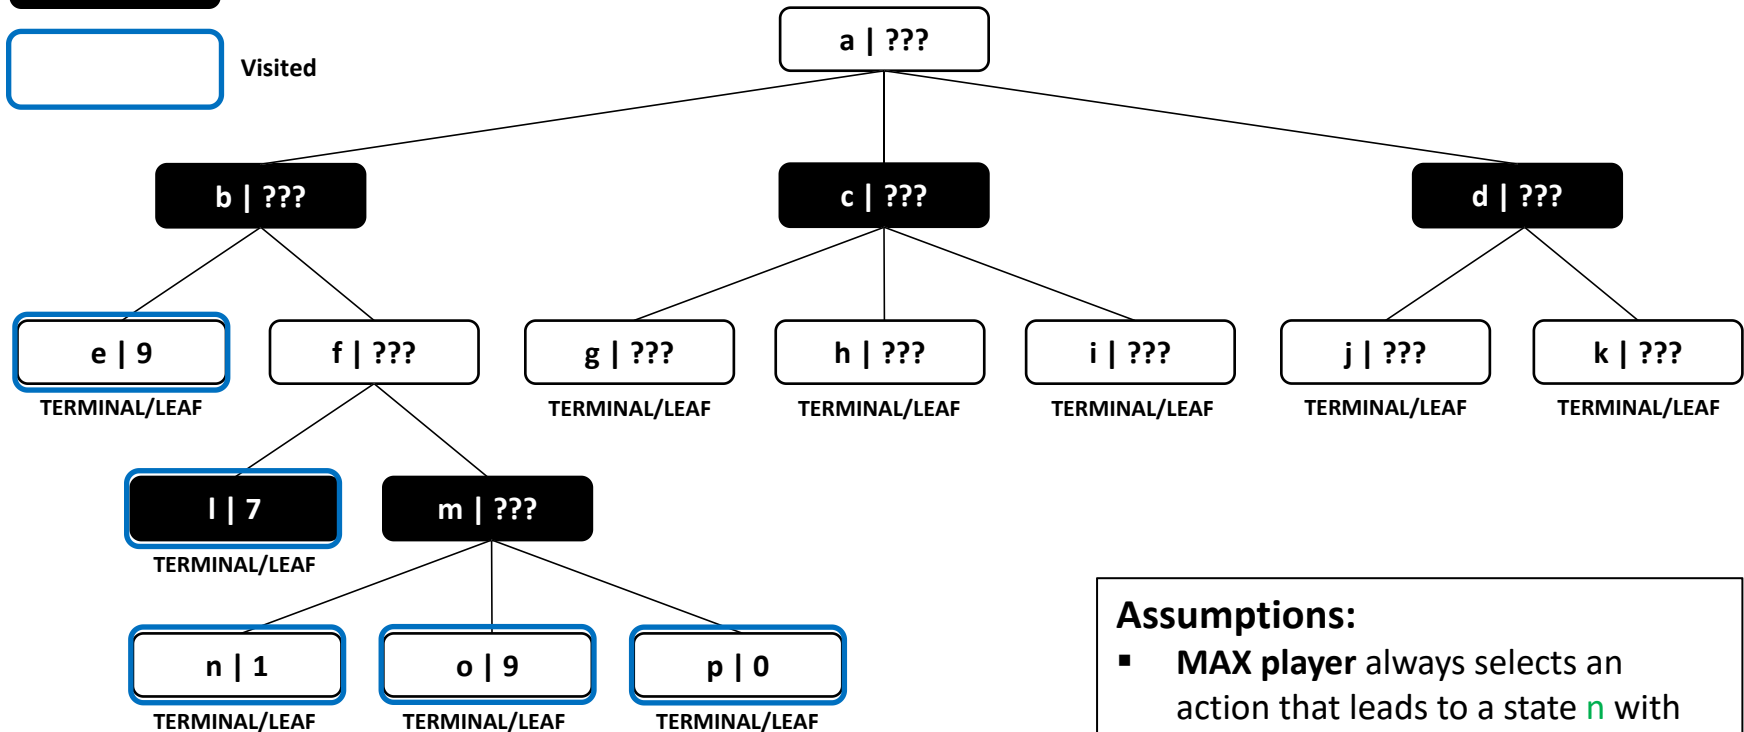 a | ???
Visited
b | ???
c | ???
d | ???
e | 9
f | ???
g | ???
h | ???
i | ???
j | ???
k | ???
TERMINAL/LEAF
TERMINAL/LEAF
TERMINAL/LEAF
TERMINAL/LEAF
TERMINAL/LEAF
TERMINAL/LEAF
l | 7
m | ???
TERMINAL/LEAF
n | 1
o | 9
p | 0
TERMINAL/LEAF
TERMINAL/LEAF
TERMINAL/LEAF
Assumptions:
▪ MAX player always selects an
action that leads to a state n with